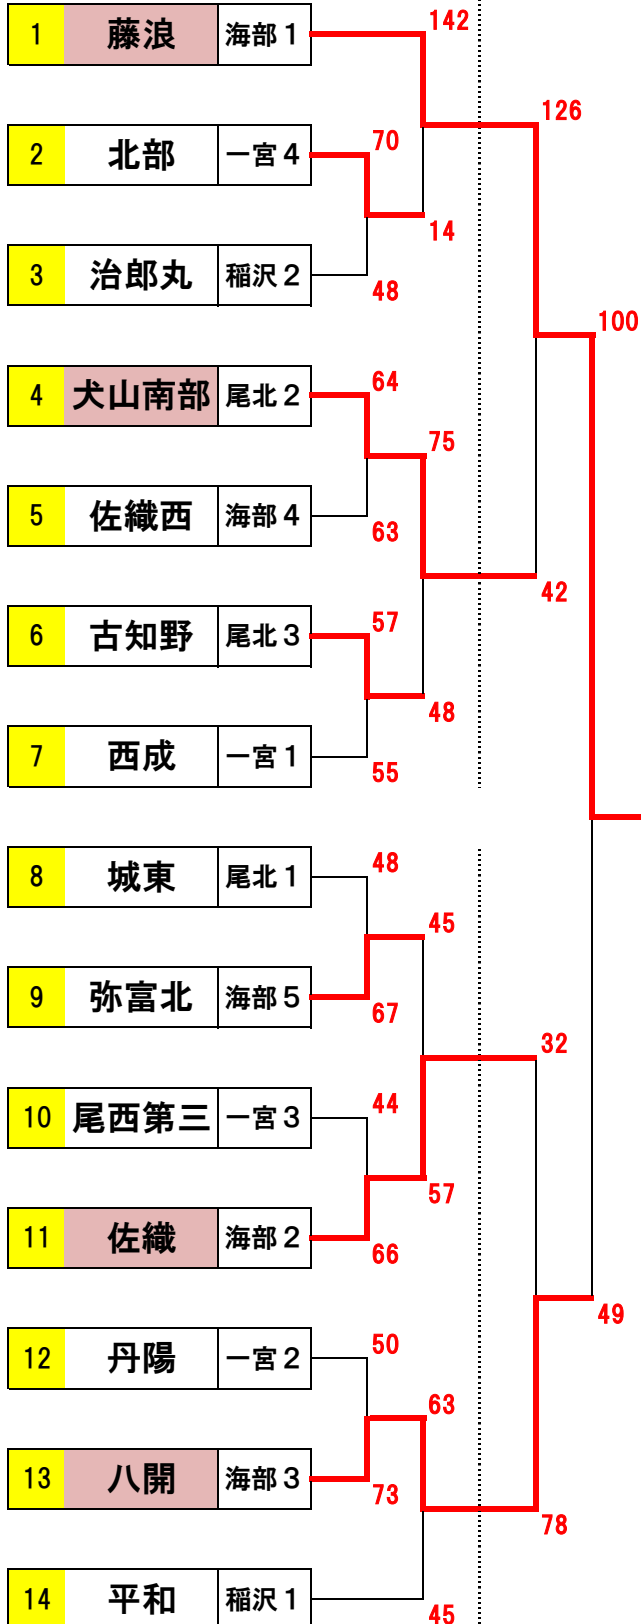 142
1 藤浪 海部1
126
70
2 北部 一宮4
14
3 治郎丸 稲沢2
48
100
64
4 犬山南部 尾北2
75
5 佐織西 海部4
63
42
57
6 古知野 尾北3
48
7 西成 一宮1
55
48
8 城東 尾北1
45
9 弥富北 海部5
67
32
44
10 尾西第三 一宮3
57
11 佐織 海部2
66
49
50
12 丹陽 一宮2
63
13 八開 海部3
73
78
14 平和 稲沢1
45